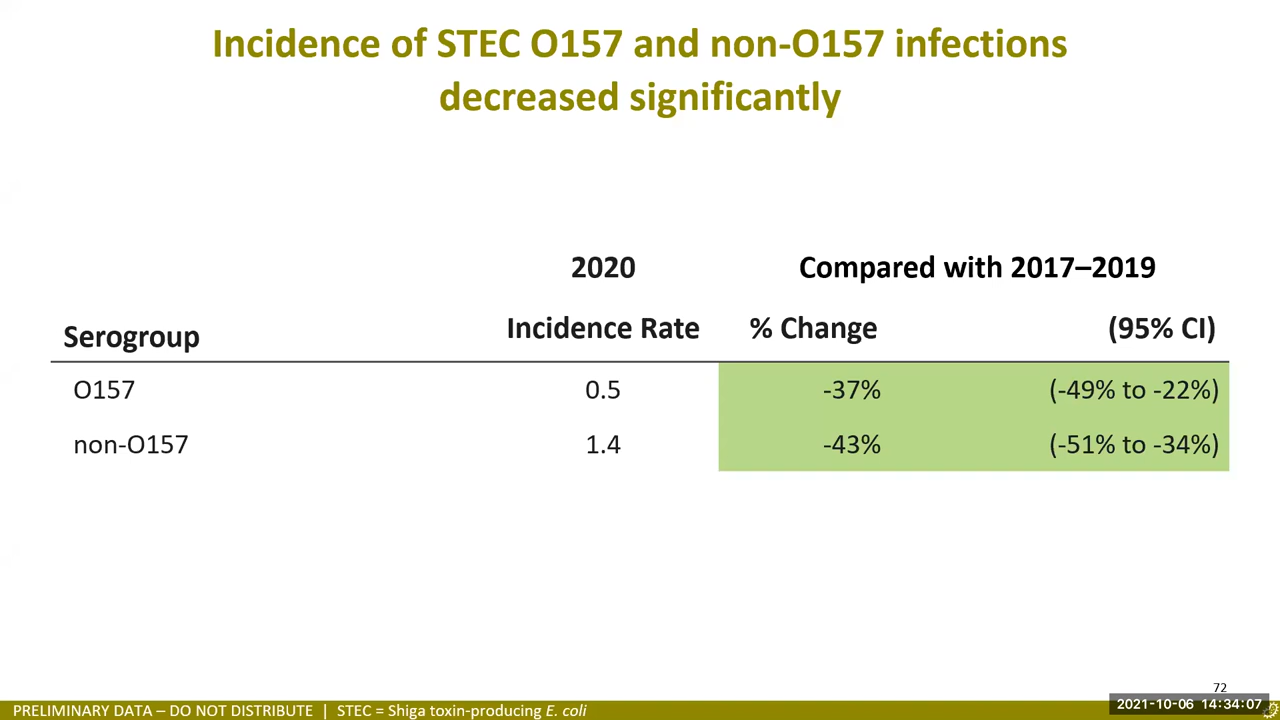 Incidence of STEC O157 and non-O157 infections
decreased significantly
2020 Compared with 2017–2019
Serogroup Incidence Rate % Change (95% CI)
O157 0.5 -37% (-49% to -22%)
non-O157 1.4 -43% (-51% to -34%)
72
PRELIMINARY DATA – DO NOT DISTRIBUTE | STEC = Shiga toxin-producing E. coli
2021-10-06 14:34:07